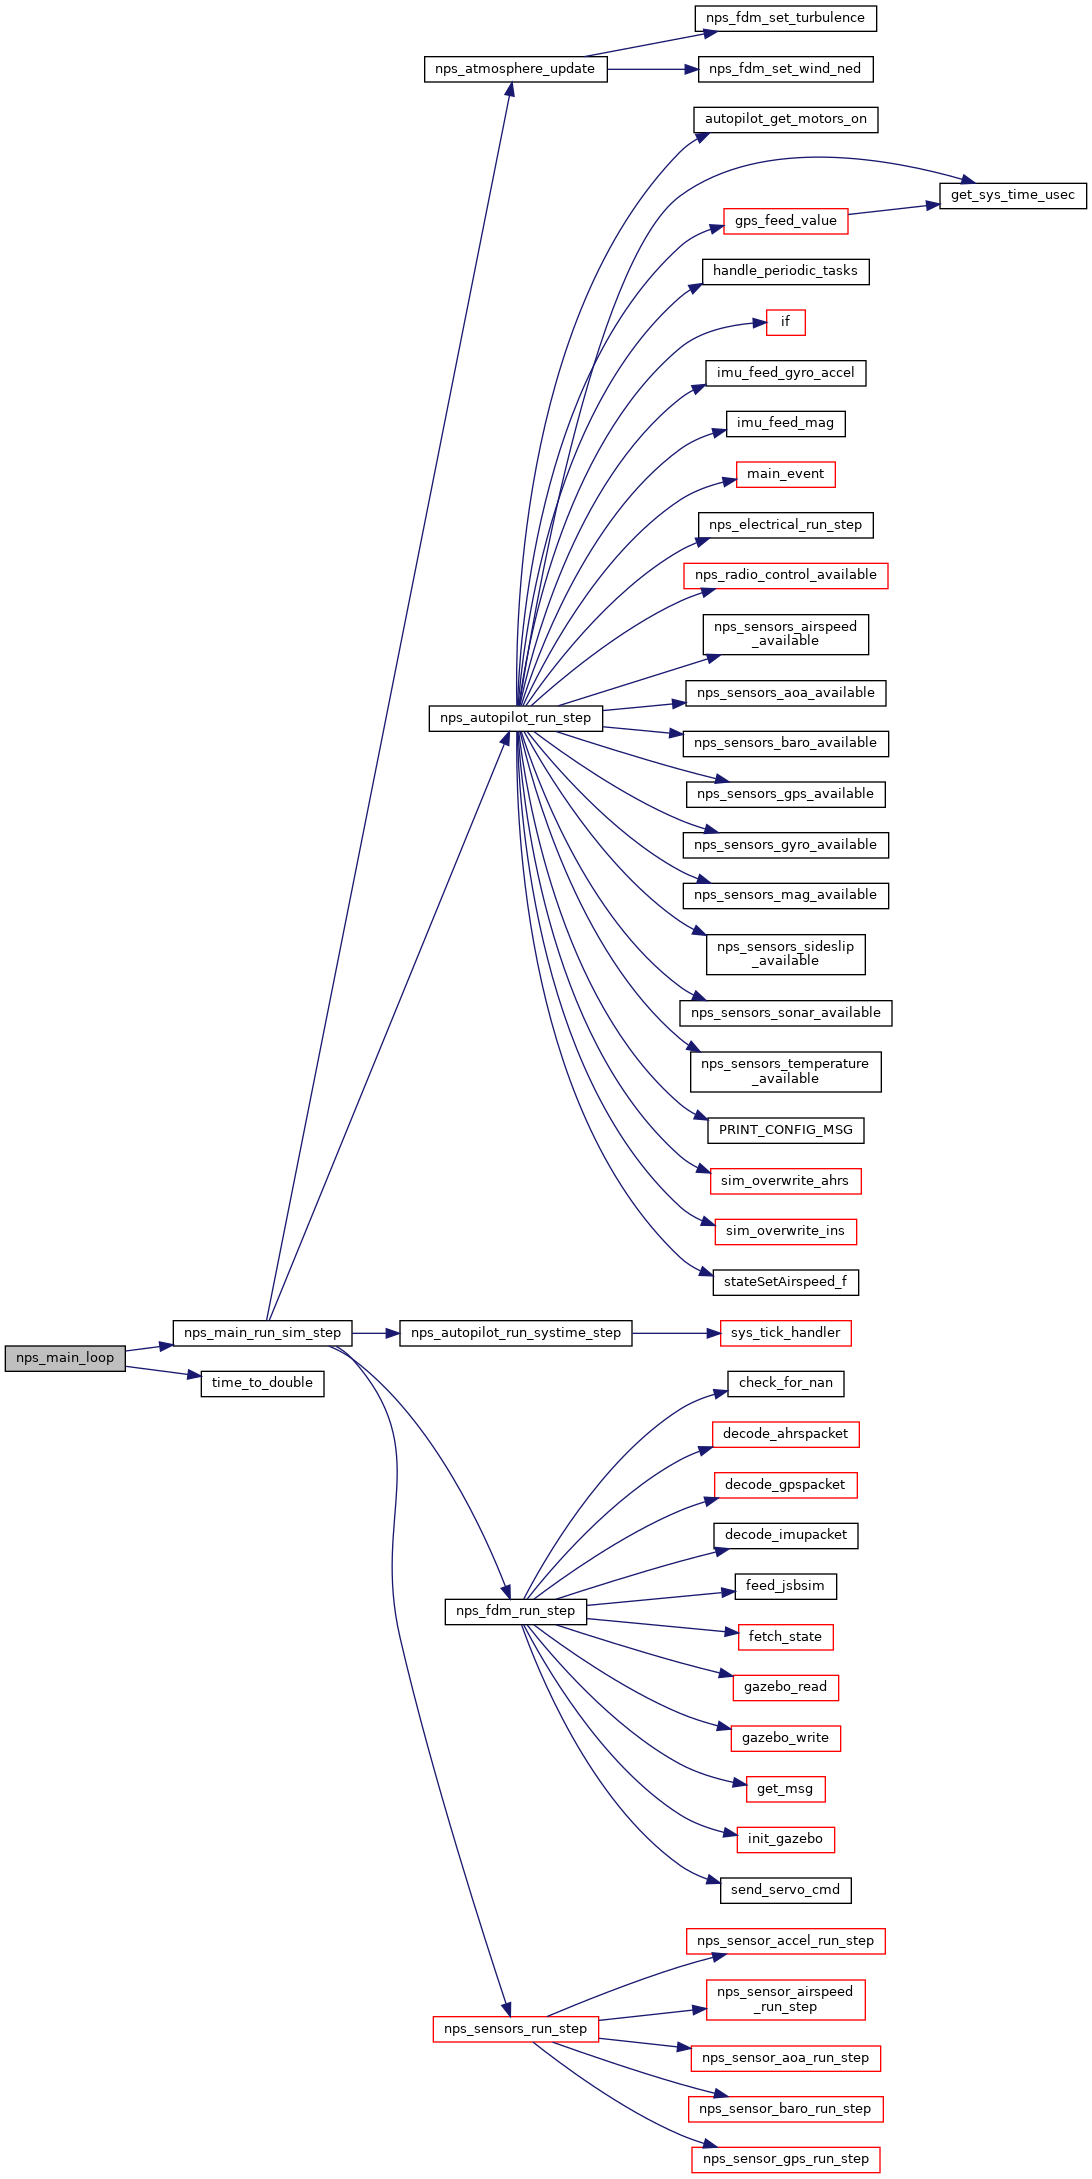 nps_fdm_set_turbulence
nps_atmosphere_update
nps_fdm_set_wind_ned
autopilot_get_motors_on
get_sys_time_usec
gps_feed_value
handle_periodic_tasks
if
imu_feed_gyro_accel
imu_feed_mag
main_event
nps_electrical_run_step
nps_radio_control_available
nps_sensors_airspeed
_available
nps_sensors_aoa_available
nps_autopilot_run_step
nps_sensors_baro_available
nps_sensors_gps_available
nps_sensors_gyro_available
nps_sensors_mag_available
nps_sensors_sideslip
_available
nps_sensors_sonar_available
nps_sensors_temperature
_available
PRINT_CONFIG_MSG
sim_overwrite_ahrs
sim_overwrite_ins
stateSetAirspeed_f
nps_main_run_sim_step
nps_autopilot_run_systime_step
sys_tick_handler
nps_main_loop
time_to_double
check_for_nan
decode_ahrspacket
decode_gpspacket
decode_imupacket
feed_jsbsim
nps_fdm_run_step
fetch_state
gazebo_read
gazebo_write
get_msg
init_gazebo
send_servo_cmd
nps_sensor_accel_run_step
nps_sensor_airspeed
_run_step
nps_sensors_run_step
nps_sensor_aoa_run_step
nps_sensor_baro_run_step
nps_sensor_gps_run_step